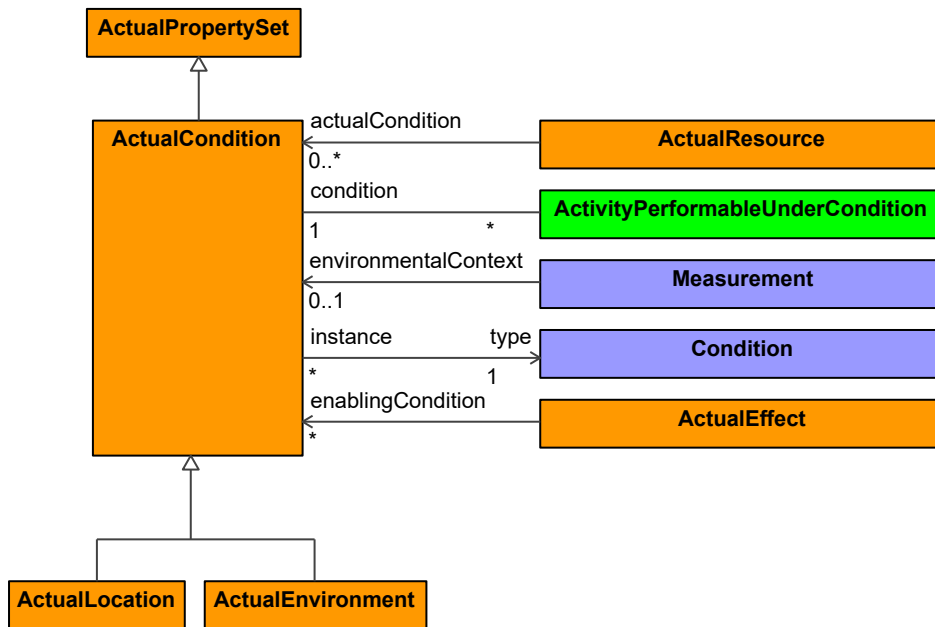 ActualPropertySet
ActualCondition
actualCondition
0..*
ActualResource
condition
1
*
ActivityPerformableUnderCondition
environmentalContext
0..1
Measurement
instance
type
*
1
Condition
enablingCondition
*
ActualEffect
ActualLocation
ActualEnvironment